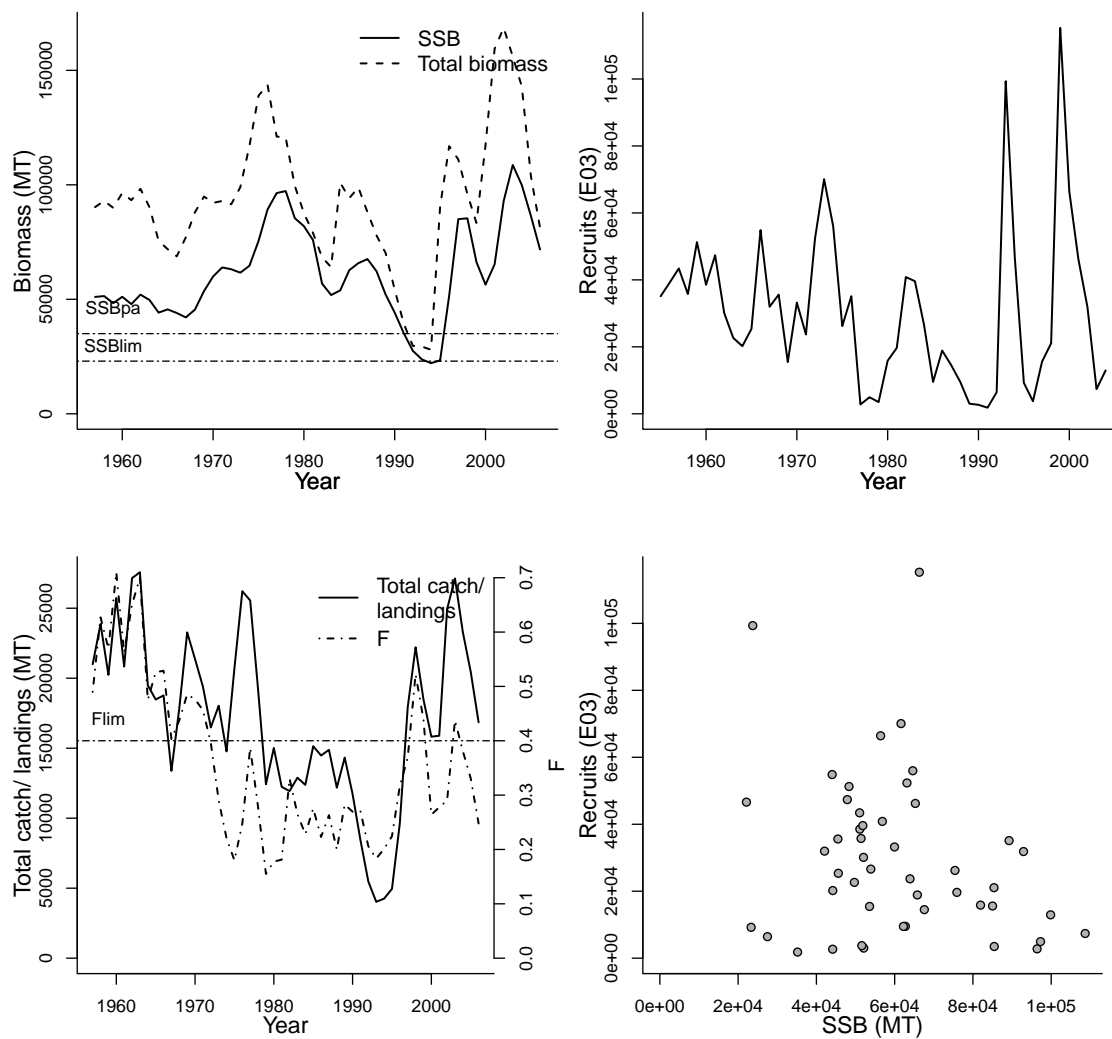 SSB
Total biomass
SSBpa
SSBlim
Biomass (MT)
0
50000
100000
150000
1960
1970
1980
1990
2000
Year
Recruits (E03)
0e+00
2e+04
4e+04
6e+04
8e+04
1e+05
1960
1970
1980
1990
2000
Year
Total catch/
landings
F
Flim
Total catch/ landings (MT)
0
5000
10000
15000
20000
25000
0.0
0.1
0.2
0.3
0.4
0.5
0.6
0.7
F
1960
1970
1980
1990
2000
Year
Recruits (E03)
0e+00
2e+04
4e+04
6e+04
8e+04
1e+05
0e+00
2e+04
4e+04
6e+04
8e+04
1e+05
SSB (MT)